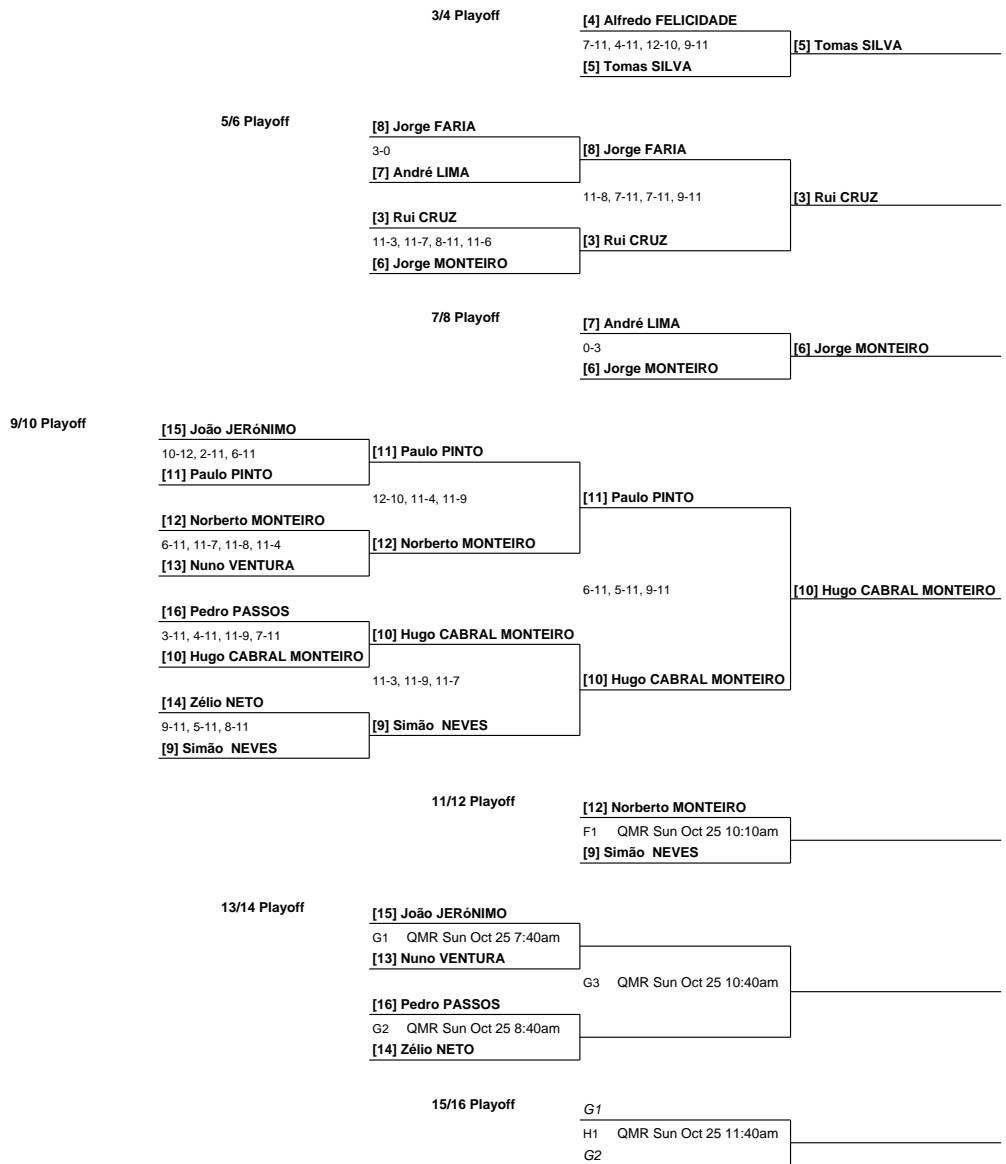 3/4 Playoff
[4] Alfredo FELICIDADE
7-11, 4-11, 12-10, 9-11
[5] Tomas SILVA
[5] Tomas SILVA
5/6 Playoff
[8] Jorge FARIA
3-0
[8] Jorge FARIA
[7] André LIMA
11-8, 7-11, 7-11, 9-11
[3] Rui CRUZ
[3] Rui CRUZ
11-3, 11-7, 8-11, 11-6
[3] Rui CRUZ
[6] Jorge MONTEIRO
7/8 Playoff
[7] André LIMA
0-3
[6] Jorge MONTEIRO
[6] Jorge MONTEIRO
9/10 Playoff
[15] João JERóNIMO
10-12, 2-11, 6-11
[11] Paulo PINTO
[11] Paulo PINTO
12-10, 11-4, 11-9
[11] Paulo PINTO
[12] Norberto MONTEIRO
6-11, 11-7, 11-8, 11-4
[12] Norberto MONTEIRO
[13] Nuno VENTURA
6-11, 5-11, 9-11
[10] Hugo CABRAL MONTEIRO
[16] Pedro PASSOS
3-11, 4-11, 11-9, 7-11
[10] Hugo CABRAL MONTEIRO
[10] Hugo CABRAL MONTEIRO
11-3, 11-9, 11-7
[10] Hugo CABRAL MONTEIRO
[14] Zélio NETO
9-11, 5-11, 8-11
[9] Simão  NEVES
[9] Simão  NEVES
11/12 Playoff
[12] Norberto MONTEIRO
F1 QMR Sun Oct 25 10:10am
[9] Simão  NEVES
13/14 Playoff
[15] João JERóNIMO
G1 QMR Sun Oct 25 7:40am
[13] Nuno VENTURA
G3 QMR Sun Oct 25 10:40am
[16] Pedro PASSOS
G2 QMR Sun Oct 25 8:40am
[14] Zélio NETO
15/16 Playoff
G1
H1 QMR Sun Oct 25 11:40am
G2